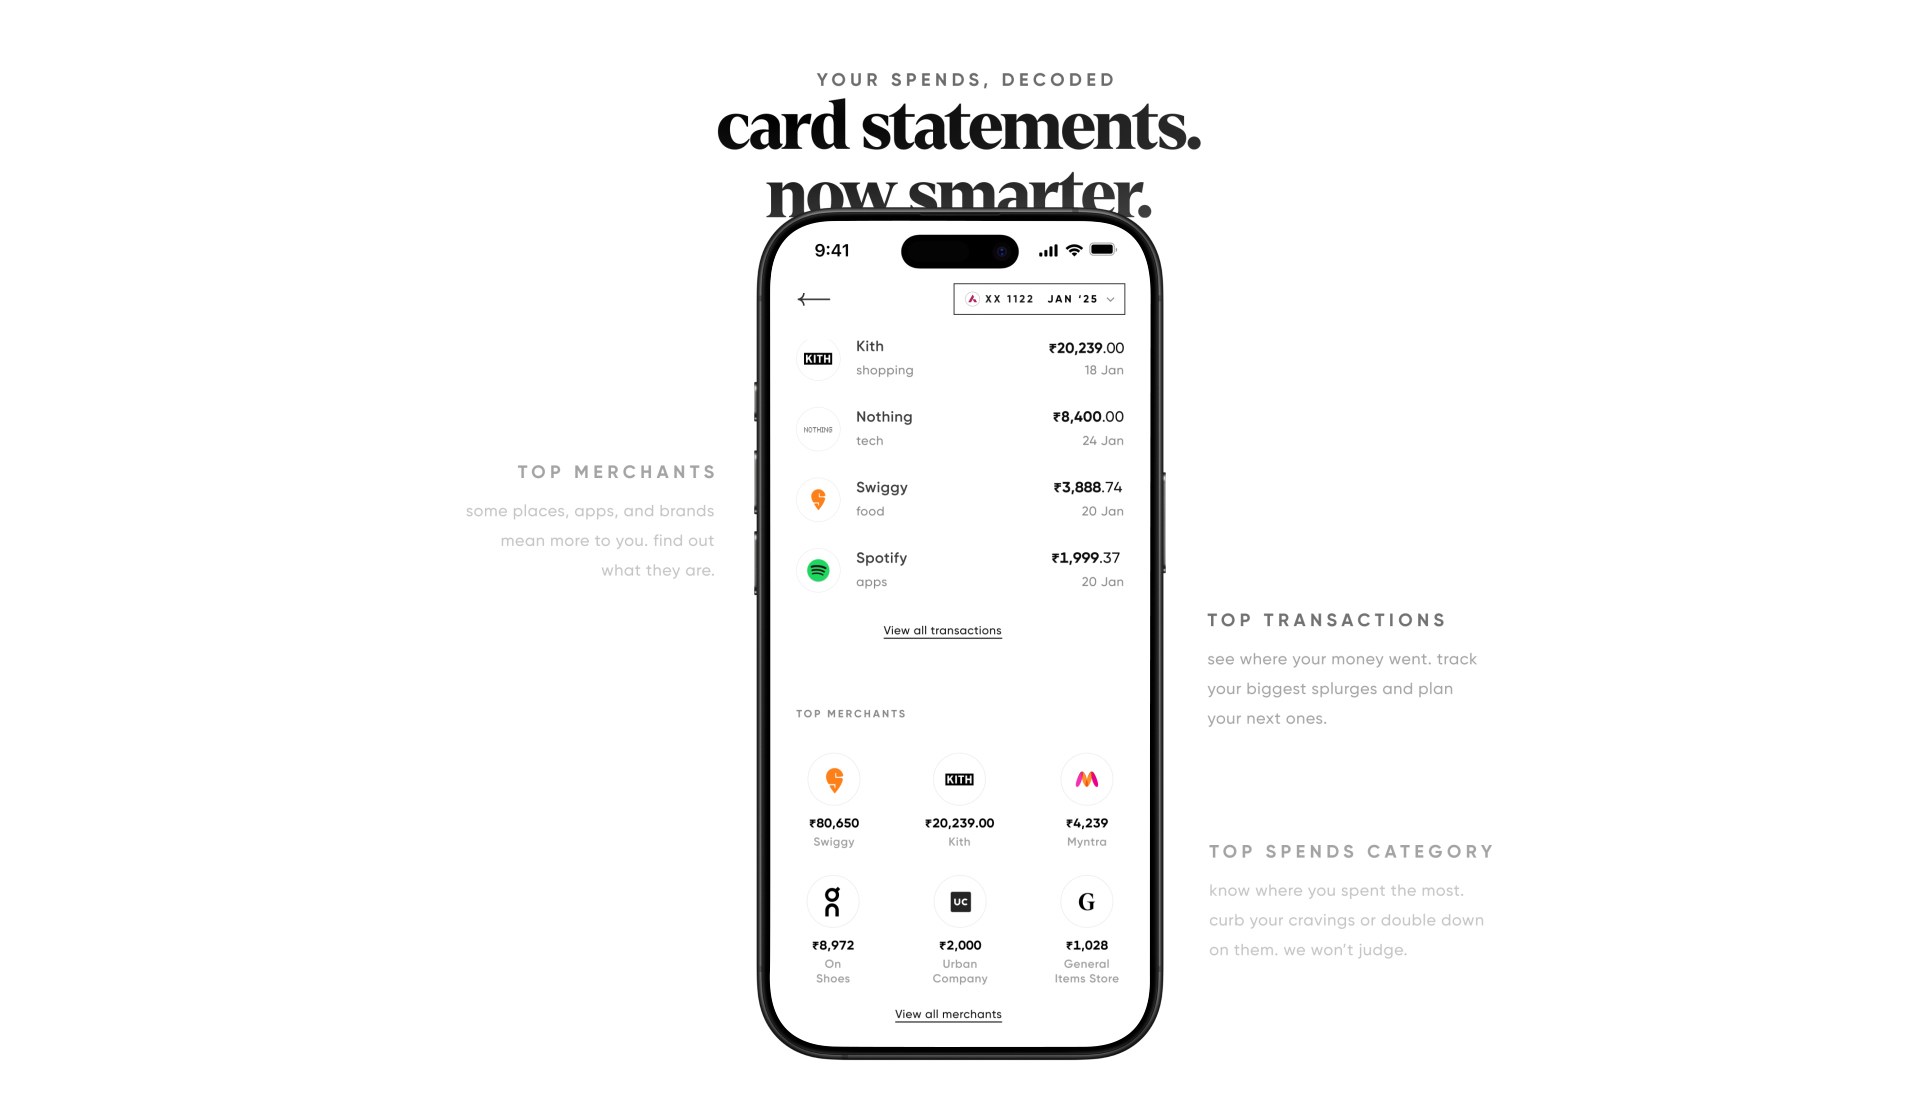 YOUR SPENDS, DECODED
card statements.
now smarter.
9:41
XX 1122 JAN '25
KITH
Kith
₹20,239.00
shopping
18 Jan
NOTHING
Nothing
₹8,400.00
tech
24 Jan
Swiggy
₹3,888.74
food
20 Jan
Spotify
₹1,999.37
apps
20 Jan
View all transactions
TOP MERCHANTS
KITH
₹80,650
₹20,239.00
₹4,239
Swiggy
Kith
Myntra
UC
G
₹8,972
₹2,000
₹1,028
On
Shoes
Urban
Company
General
Items Store
View all merchants
TOP MERCHANTS
some places, apps, and brands
mean more to you. find out
what they are.
TOP TRANSACTIONS
see where your money went. track
your biggest splurges and plan
your next ones.
TOP SPENDS CATEGORY
know where you spent the most.
curb your cravings or double down
on them. we won't judge.